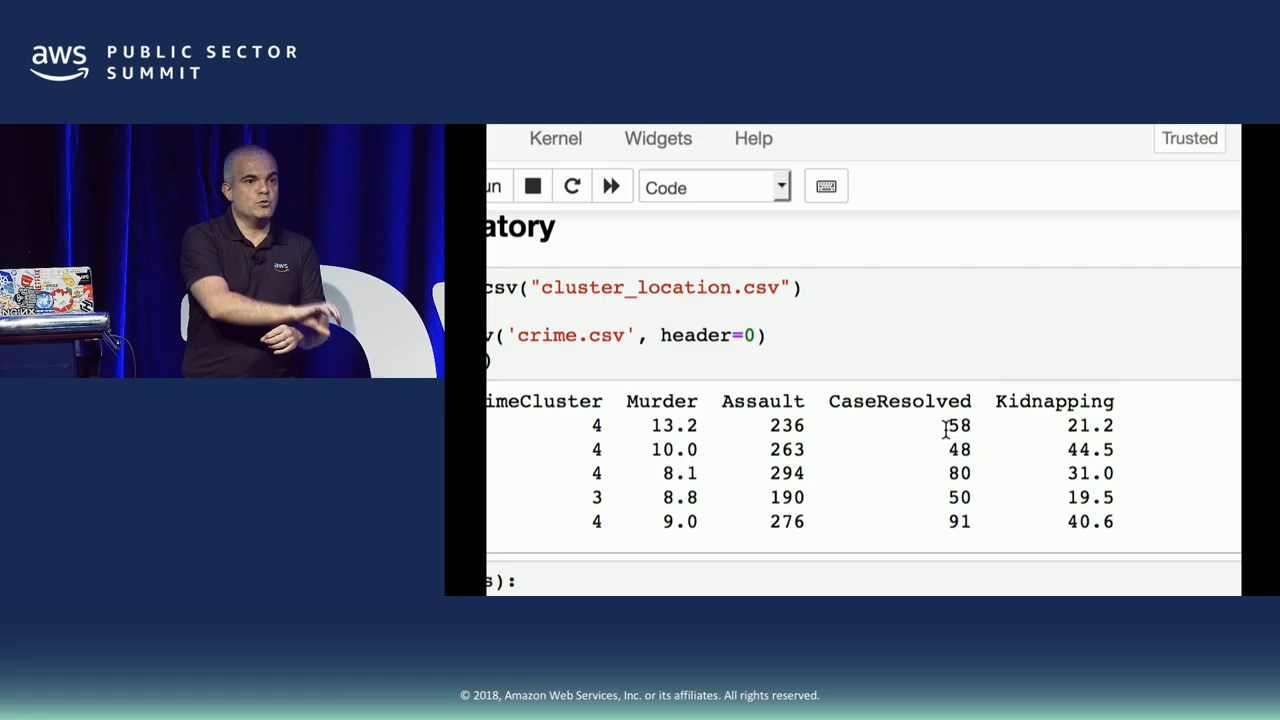 aws PUBLIC SECTOR
SUMMIT
Kernel Widgets Help Trusted
un Code
atory
csv("cluster_location.csv")
v('crime.csv', header=0)
)
imeCluster Murder Assault CaseResolved Kidnapping
4 13.2 236 58 21.2
4 10.0 263 48 44.5
4 8.1 294 80 31.0
3 8.8 190 50 19.5
4 9.0 276 91 40.6
s):
aws
© 2018, Amazon Web Services, Inc. or its affiliates. All rights reserved.